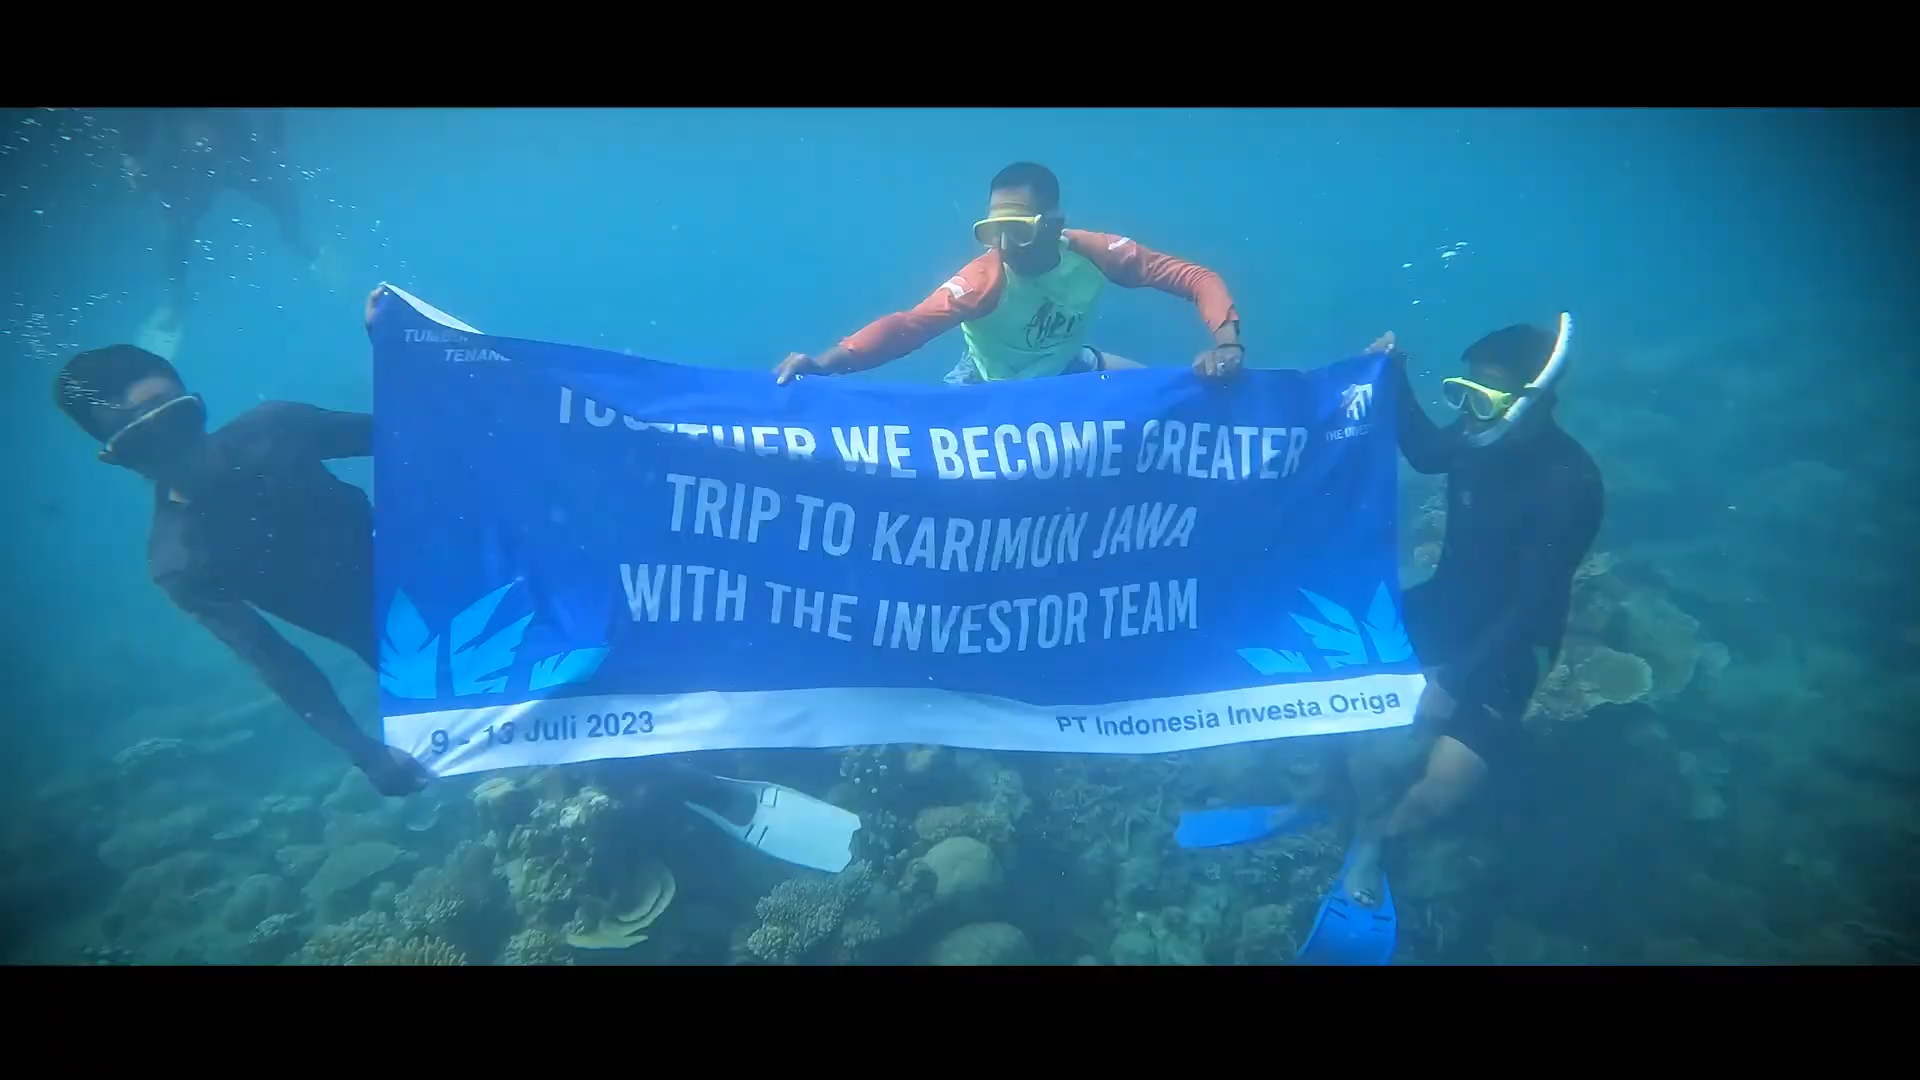 TOGETHER WE BECOME GREATER
TRIP TO KARIMUN JAWA
WITH THE INVESTOR TEAM
9 - 13 Juli 2023
PT Indonesia Investa Origa